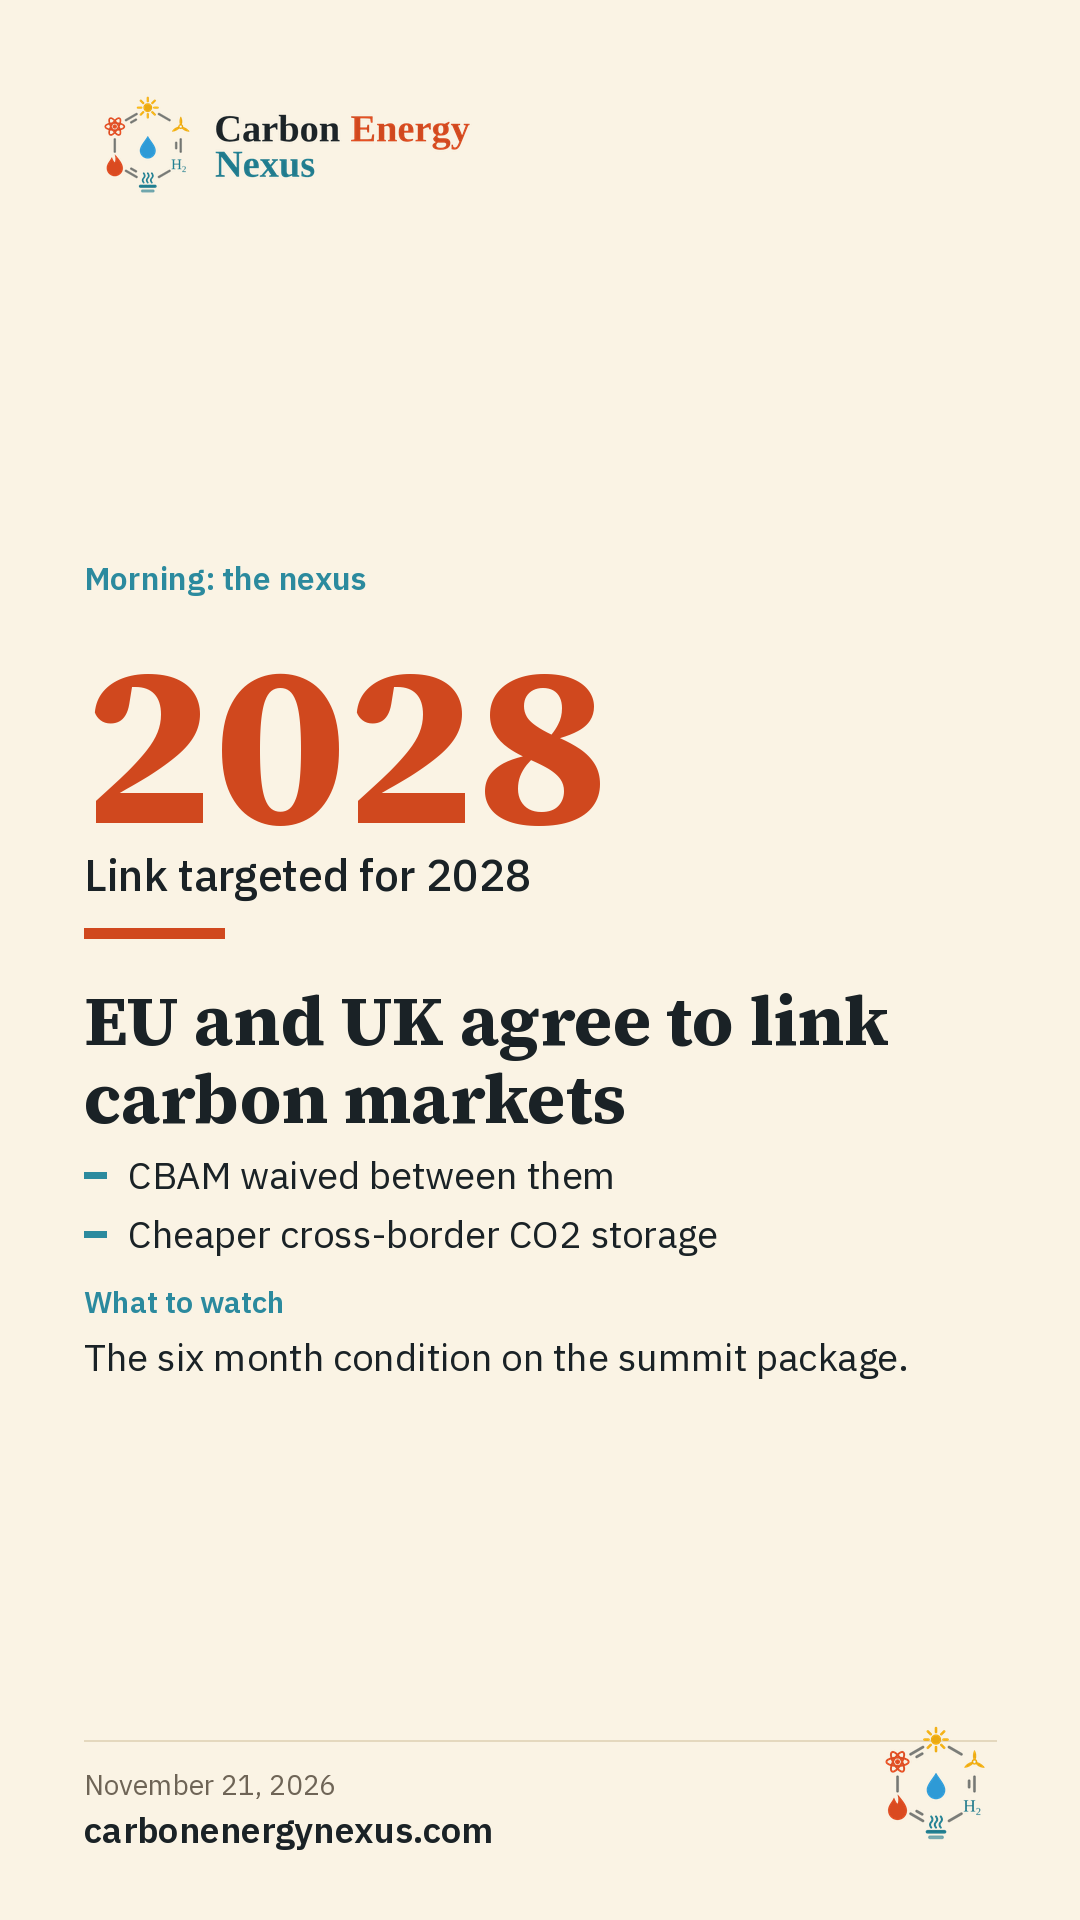 Carbon Energy
Nexus
H₂
Morning: the nexus
2028
Link targeted for 2028
EU and UK agree to link
carbon markets
CBAM waived between them
Cheaper cross-border CO2 storage
What to watch
The six month condition on the summit package.
November 21, 2026
carbonenergynexus.com
H₂